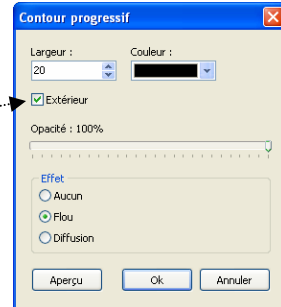 Contour progressif
Largeur : Couleur :
20
Extérieur
Opacité : 100%
Effet
Aucun
Flou
Diffusion
Aperçu Ok Annuler